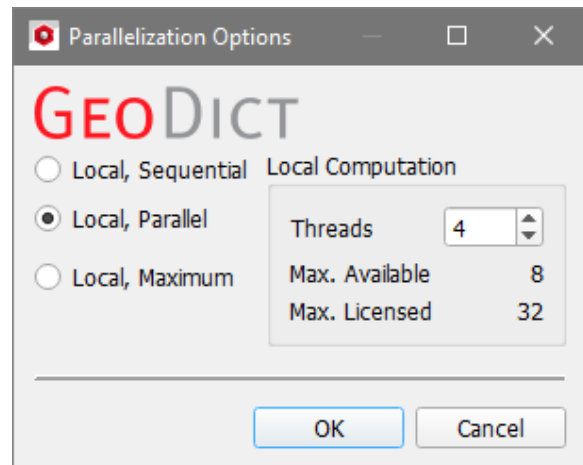 Parallelization Options
GEODICT
Local, Sequential
Local, Parallel
Local, Maximum
Local Computation
Threads 4
Max. Available 8
Max. Licensed 32
OK Cancel